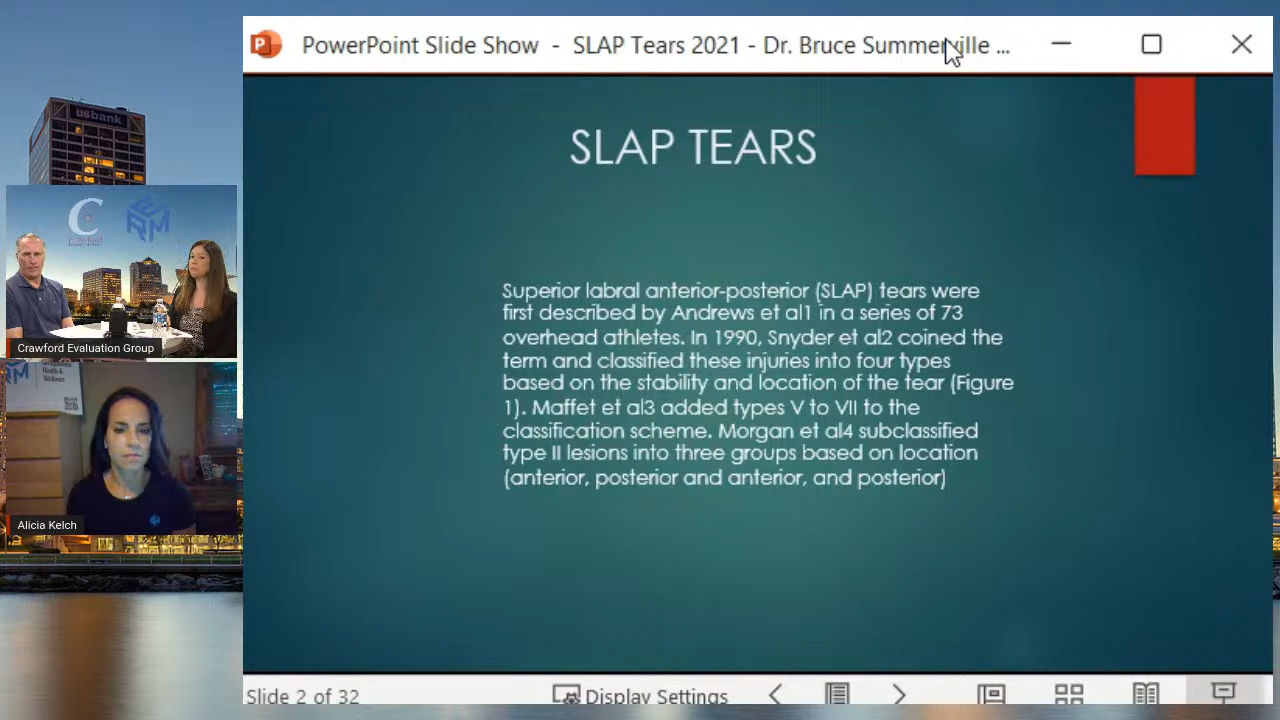 PowerPoint Slide Show - SLAP Tears 2021 - Dr. Bruce Summerville ...
SLAP TEARS
Superior labral anterior-posterior (SLAP) tears were
first described by Andrews et al1 in a series of 73
overhead athletes. In 1990, Snyder et al2 coined the
term and classified these injuries into four types
based on the stability and location of the tear (Figure
1). Maffet et al3 added types V to VII to the
classification scheme. Morgan et al4 subclassified
type II lesions into three groups based on location
(anterior, posterior and anterior, and posterior)
Slide 2 of 32
Display Settings
usbank
Crawford Evaluation Group
Health &
Wellness
Alicia Kelch